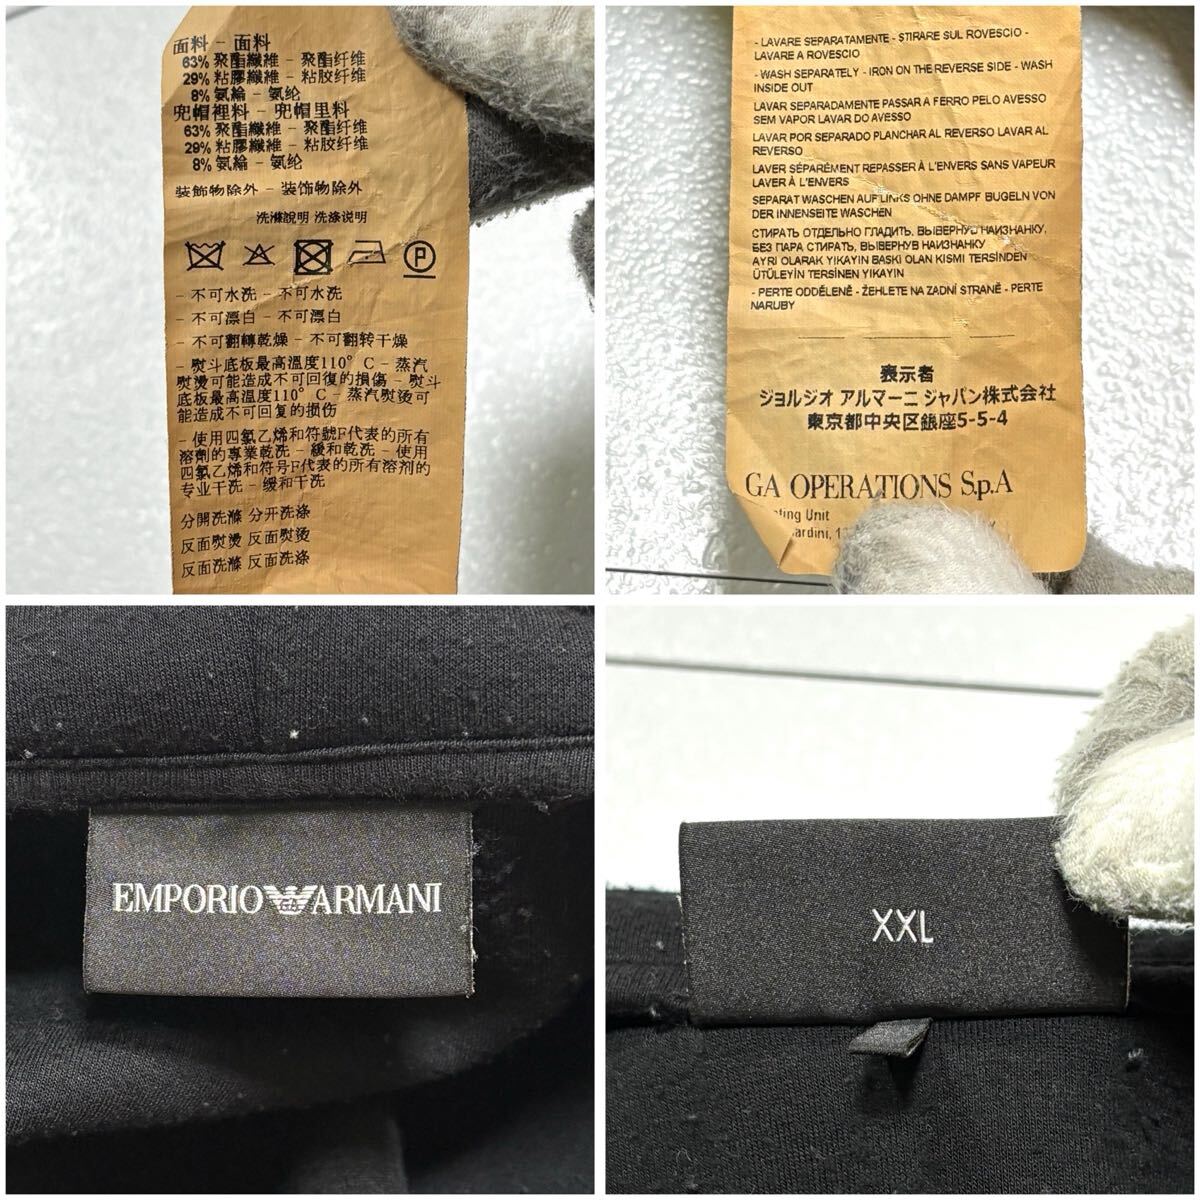 面料 - 面料
63% 聚酯纖維 - 聚酯纤维
29% 粘膠纖維 - 粘胶纤维
8% 氨綸 - 氨纶
兜帽裡料 - 兜帽里料
63% 聚酯纖維 - 聚酯纤维
29% 粘膠纖維 - 粘胶纤维
8% 氨綸 - 氨纶
装飾物除外 - 装饰物除外
洗滌說明 洗涤说明
P
- 不可水洗 - 不可水洗
- 不可漂白 - 不可漂白
- 不可翻轉乾燥 - 不可翻转干燥
- 熨斗底板最高溫度110° C - 蒸汽
熨燙可能造成不可回復的損傷 - 熨斗
底板最高温度110° C - 蒸汽熨烫可
能造成不可回复的损伤
- 使用四氯乙烯和符號F代表的所有
溶劑的專業乾洗 - 緩和乾洗 - 使用
四氯乙烯和符号F代表的所有溶剂的
专业干洗 - 缓和干洗
分開洗滌 分开洗涤
反面熨燙 反面熨烫
反面洗滌 反面洗涤
- LAVARE SEPARATAMENTE - STIRARE SUL ROVESCIO -
LAVARE A ROVESCIO
- WASH SEPARATELY - IRON ON THE REVERSE SIDE - WASH
INSIDE OUT
LAVAR SEPARADAMENTE PASSAR A FERRO PELO AVESSO
SEM VAPOR LAVAR DO AVESSO
LAVAR POR SEPARADO PLANCHAR AL REVERSO LAVAR AL
REVERSO
LAVER SÉPARÉMENT REPASSER À L'ENVERS SANS VAPEUR
LAVER À L'ENVERS
SEPARAT WASCHEN AUF LINKS OHNE DAMPF BUGELN VON
DER INNENSEITE WASCHEN
СТИРАТЬ ОТДЕЛЬНО ГЛАДИТЬ, ВЫВЕРНУВ НАИЗНАНКУ,
БЕЗ ПАРА СТИРАТЬ, ВЫВЕРНУВ НАИЗНАНКУ
AYRI OLARAK YIKAYIN BASKI OLAN KISMI TERSİNDEN
ÜTÜLEYİN TERSİNEN YIKAYIN
- PERTE ODDĚLENĚ - ŽEHLETE NA ZADNÍ STRANĚ - PERTE
NARUBY
表示者
ジョルジオ アルマーニ ジャパン株式会社
東京都中央区銀座5-5-4
GA OPERATIONS S.p.A
Unit
EMPORIO GA ARMANI
XXL